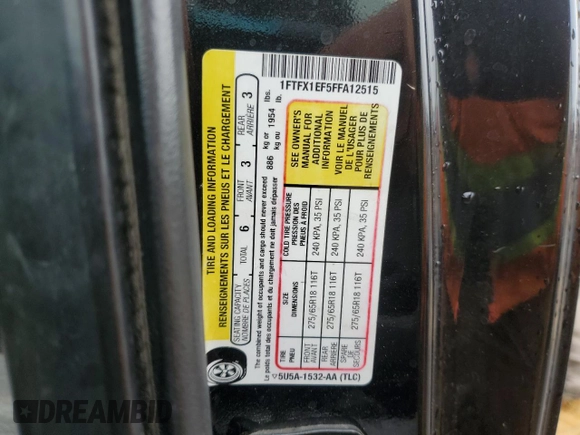 1FTFX1EF5FFA12515
TIRE AND LOADING INFORMATION
RENSEIGNEMENTS SUR LES PNEUS ET LE CHARGEMENT
SEATING CAPACITY
NOMBRE DE PLACES
TOTAL 6
FRONT
AVANT 3
REAR
ARRIÈRE 3
The combined weight of occupants and cargo should never exceed 886 kg or 1954 lbs.
Le poids total des occupants et du chargement ne doit jamais dépasser kg ou lb.
TIRE
PNEU
SIZE
DIMENSIONS
COLD TIRE PRESSURE
PRESSION DES
PNEUS À FROID
FRONT
AVANT
275/65R18 116T
240 KPA, 35 PSI
REAR
ARRIERE
275/65R18 116T
240 KPA, 35 PSI
SPARE
DE
SECOURS
275/65R18 116T
240 KPA, 35 PSI
SEE OWNER'S
MANUAL FOR
ADDITIONAL
INFORMATION
VOIR LE MANUEL
DE L'USAGER
POUR PLUS DE
RENSEIGNEMENTS
5U5A-1532-AA (TLC)
DREAMBID